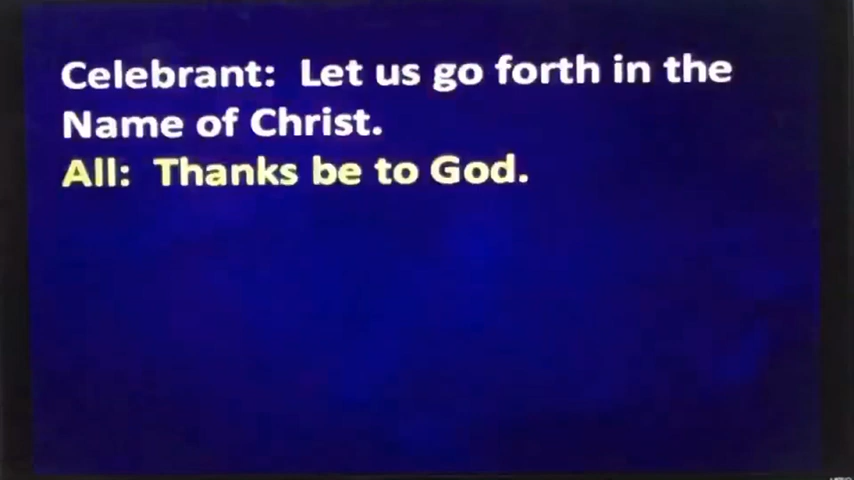 Celebrant:  Let us go forth in the
Name of Christ.
All:  Thanks be to God.